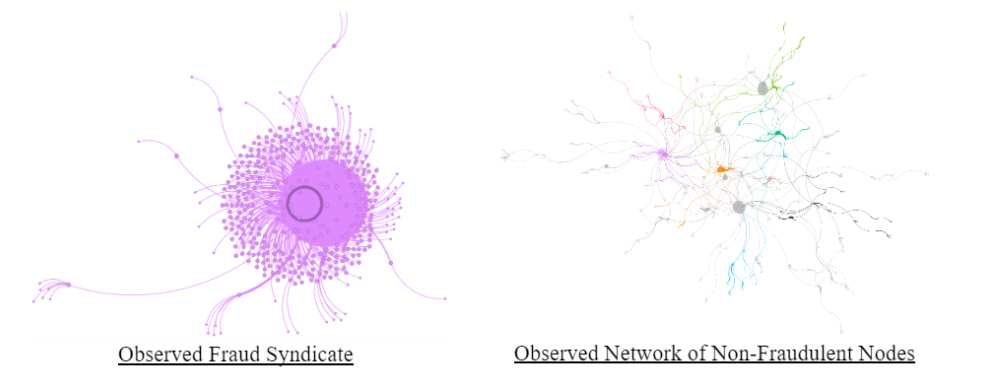 Observed Fraud Syndicate
Observed Network of Non-Fraudulent Nodes